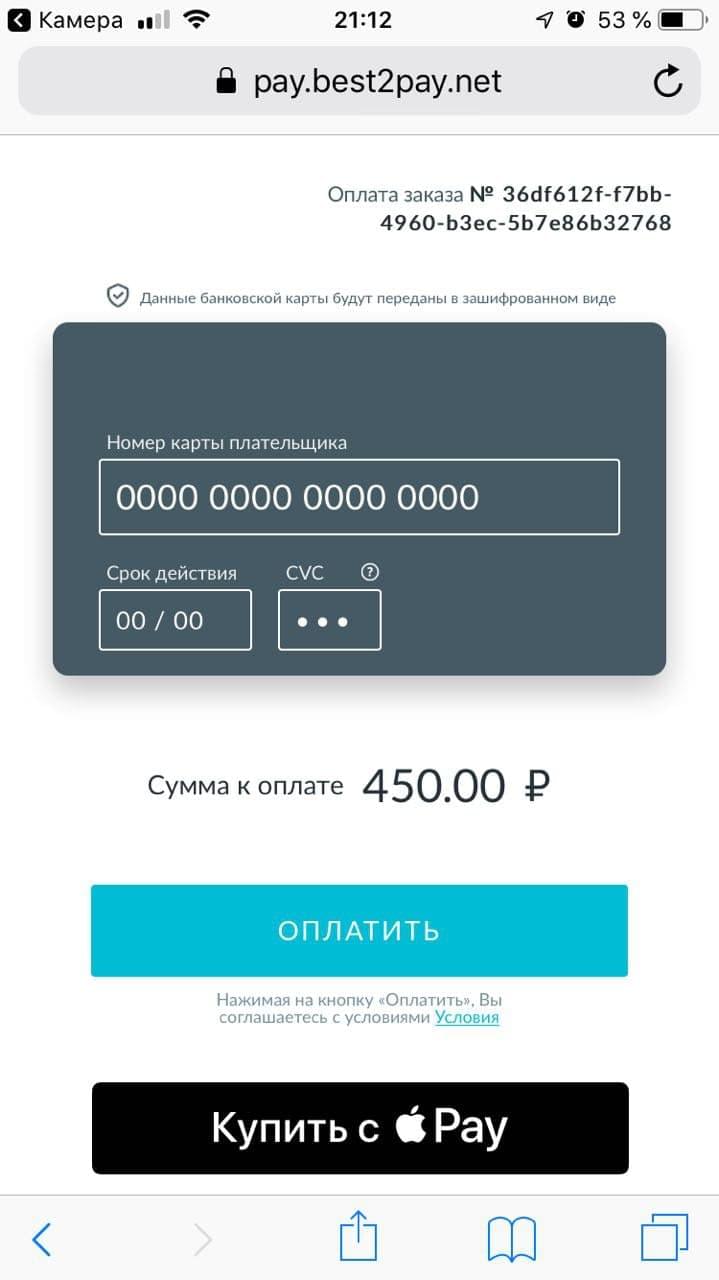 Камера 21:12 53 %
pay.best2pay.net
Оплата заказа № 36df612f-f7bb-
4960-b3ec-5b7e86b32768
Данные банковской карты будут переданы в зашифрованном виде
Номер карты плательщика
0000 0000 0000 0000
Срок действия CVC ?
00 / 00 •••
Сумма к оплате 450.00 ₽
ОПЛАТИТЬ
Нажимая на кнопку «Оплатить», Вы
соглашаетесь с условиями Условия
Купить с Pay